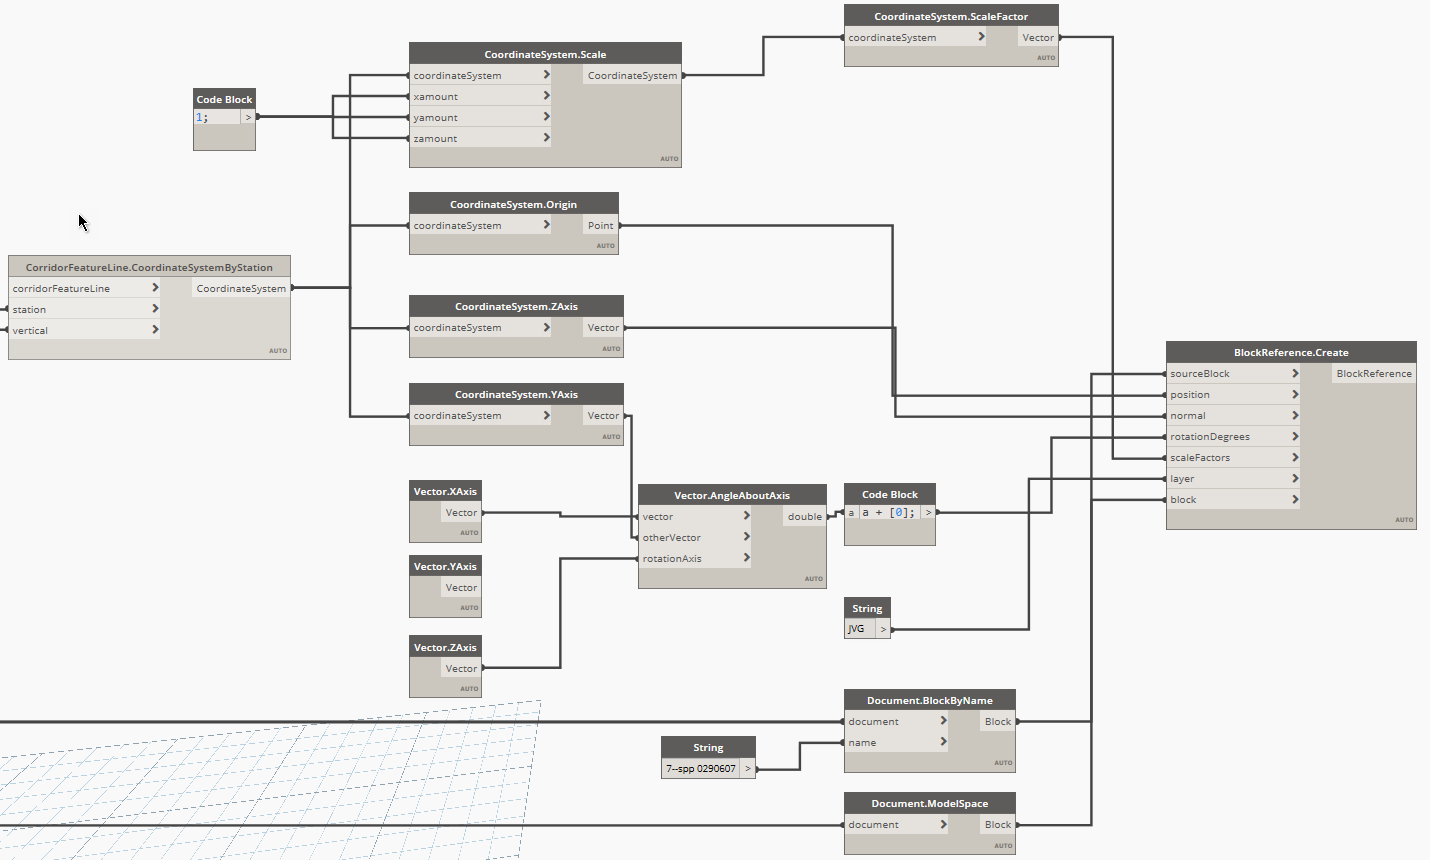 CoordinateSystem.ScaleFactor
coordinateSystem > Vector
AUTO
CoordinateSystem.Scale
coordinateSystem > CoordinateSystem
xamount >
yamount >
zamount >
AUTO
Code Block
1; >
CoordinateSystem.Origin
coordinateSystem > Point
AUTO
CorridorFeatureLine.CoordinateSystemByStation
corridorFeatureLine > CoordinateSystem
station >
vertical >
AUTO
CoordinateSystem.ZAxis
coordinateSystem > Vector
AUTO
CoordinateSystem.YAxis
coordinateSystem > Vector
AUTO
BlockReference.Create
sourceBlock > BlockReference
position >
normal >
rotationDegrees >
scaleFactors >
layer >
block >
AUTO
Vector.XAxis
Vector
AUTO
Vector.AngleAboutAxis
vector > double
otherVector >
rotationAxis >
AUTO
Code Block
a a + [0]; >
Vector.YAxis
Vector
AUTO
String
JVG >
Vector.ZAxis
Vector
AUTO
Document.BlockByName
document > Block
name >
AUTO
String
7--spp 0290607 >
Document.ModelSpace
document > Block
AUTO